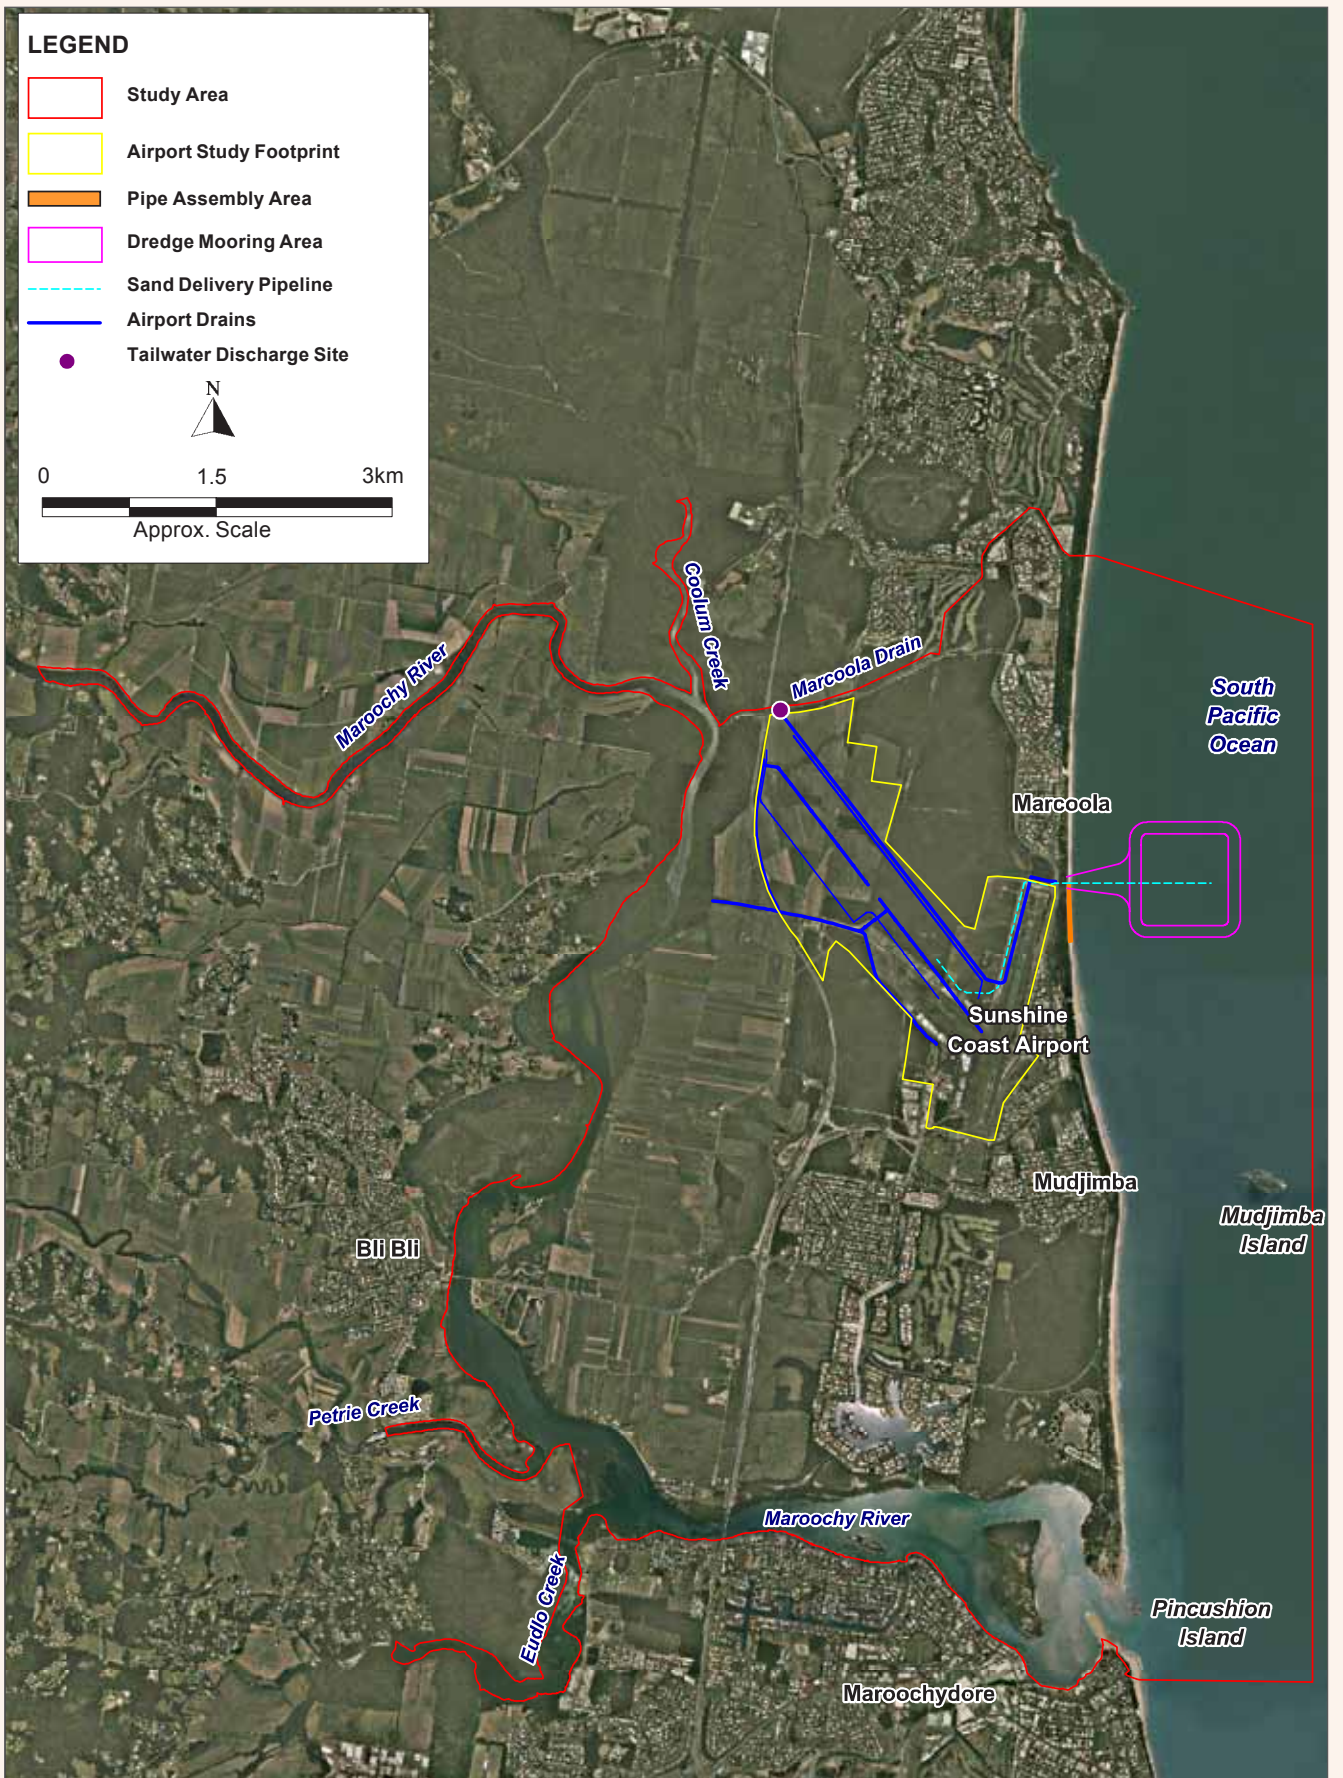 LEGEND
Study Area
Airport Study Footprint
Pipe Assembly Area
Dredge Mooring Area
Sand Delivery Pipeline
Airport Drains
Tailwater Discharge Site
N
0 1.5 3km
Approx. Scale
Coolum Creek
Maroochy River
Marcoola Drain
South
Pacific
Ocean
Marcoola
Sunshine
Coast Airport
Mudjimba
Mudjimba
Island
Bli Bli
Petrie Creek
Maroochy River
Eudlo Creek
Pincushion
Island
Maroochydore